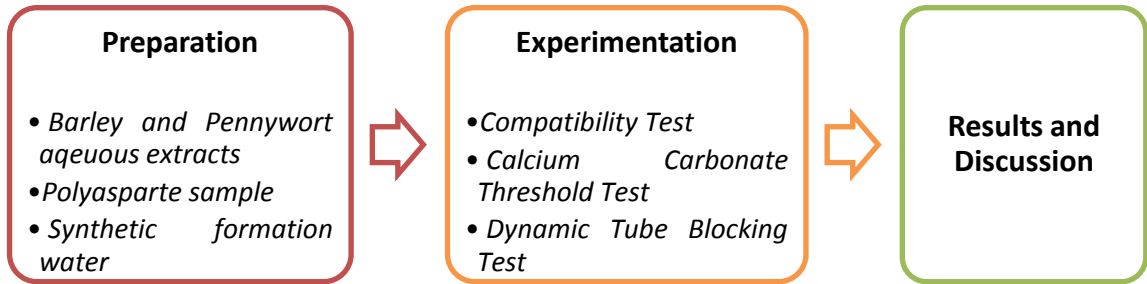 Preparation
• Barley and Pennywort
aqeuous extracts
•Polyasparte sample
• Synthetic formation
water
Experimentation
•Compatibility Test
• Calcium Carbonate
Threshold Test
• Dynamic Tube Blocking
Test
Results and
Discussion